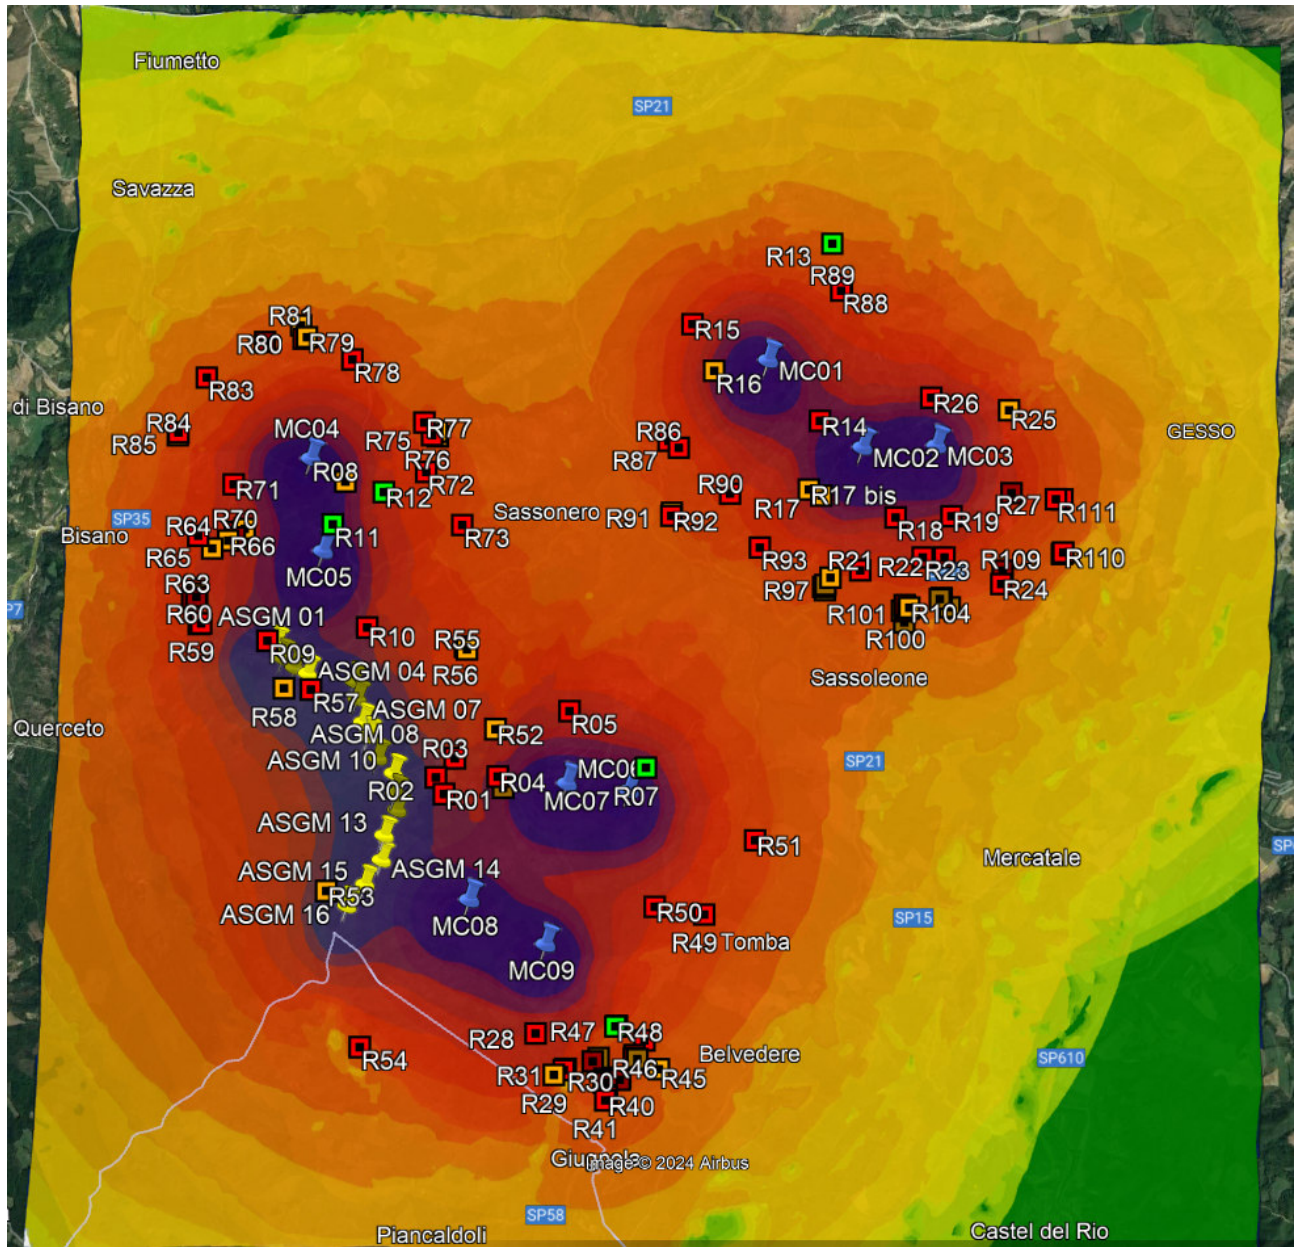 Fiumetto
SP21
Savazza
R13
R89
R88
R81
R15
R80
R79
R78
MC01
R16
R83
di Bisano
R26
R84
R77
R25
R85
MC04
R75
R86
R14
GESSO
R87
MC02
MC03
R76
R08
R72
R71
R12
R90
R17
R17 bis
R27
R111
SP35
R64
R70
Sassonero
R91
R92
R18
R19
Bisano
R66
R11
R73
R65
R93
R109
R110
MC05
R21
R22
R23
R63
R97
R24
P7
R60
ASGM 01
R101
R104
R59
R10
R55
R100
R09
ASGM 04
R56
Sassoleone
R57
R58
ASGM 07
R05
Querceto
ASGM 08
R52
ASGM 10
R03
SP21
R02
R04
MC06
R01
MC07
R07
ASGM 13
R51
SP
Mercatale
ASGM 15
ASGM 14
R53
ASGM 16
R50
SP15
MC08
R49
Tomba
MC09
R28
R47
R48
R54
Belvedere
SP610
R31
R30
R46
R45
R29
R40
R41
Giugnola
Image © 2024 Airbus
SP58
Piancaldoli
Castel del Rio